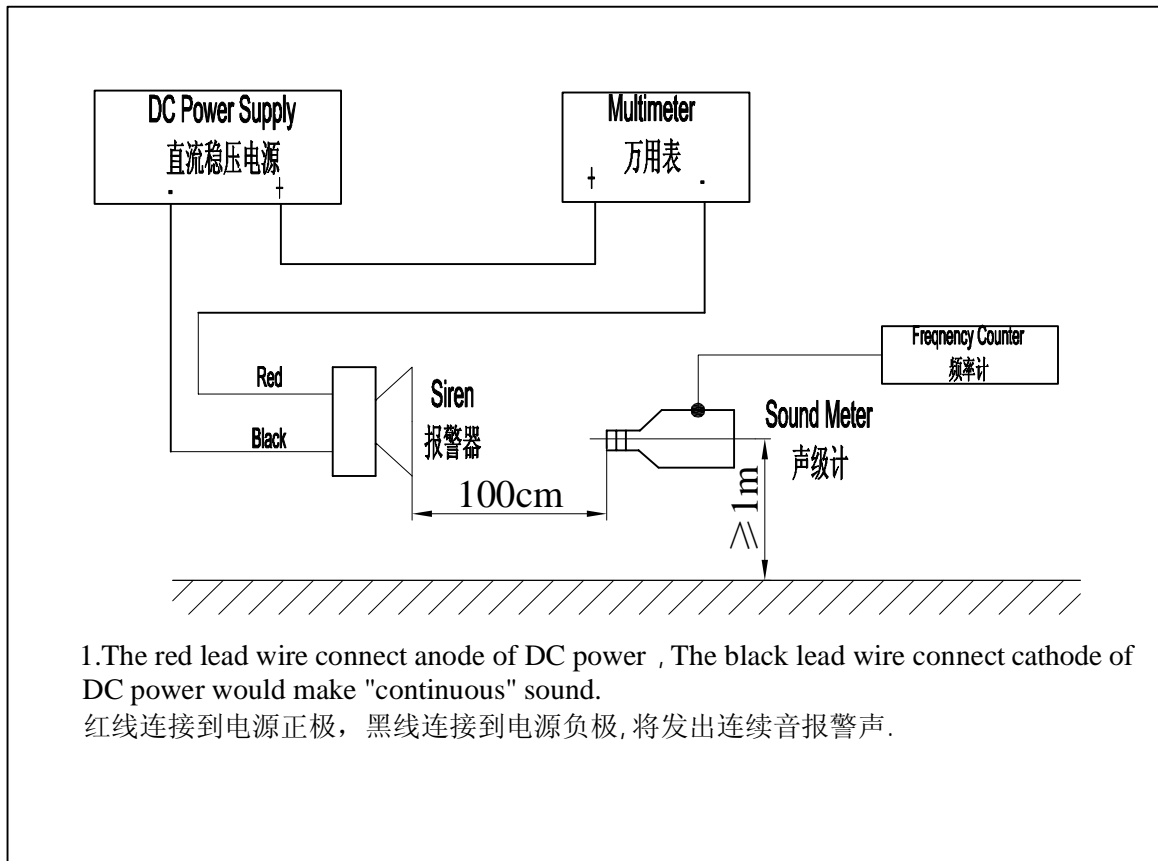 DC Power Supply
直流稳压电源
- +
Multimeter
万用表
+ -
Freqnency Counter
频率计
Red
Black
Siren
报警器
Sound Meter
声级计
100cm
≥1m
1.The red lead wire connect anode of DC power , The black lead wire connect cathode of
DC power would make "continuous" sound.
红线连接到电源正极，黑线连接到电源负极,将发出连续音报警声.